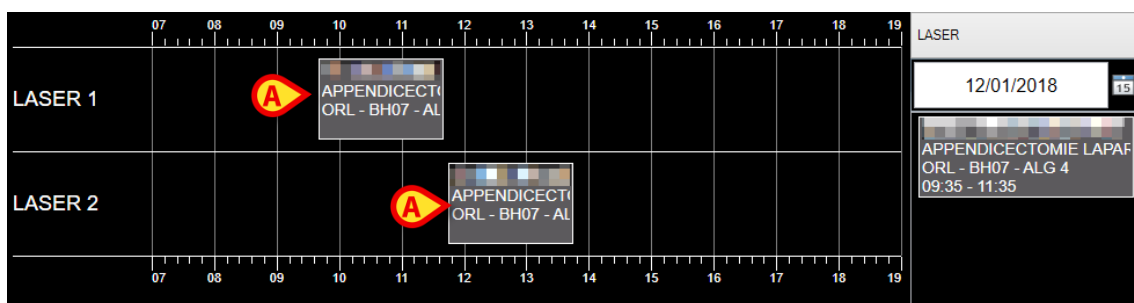 07 08 09 10 11 12 13 14 15 16 17 18 19
LASER
12/01/2018
15
LASER 1
A
APPENDICECT
ORL - BH07 - AL
APPENDICECTOMIE LAPAR
ORL - BH07 - ALG 4
09:35 - 11:35
LASER 2
A
APPENDICECT
ORL - BH07 - AL
07 08 09 10 11 12 13 14 15 16 17 18 19